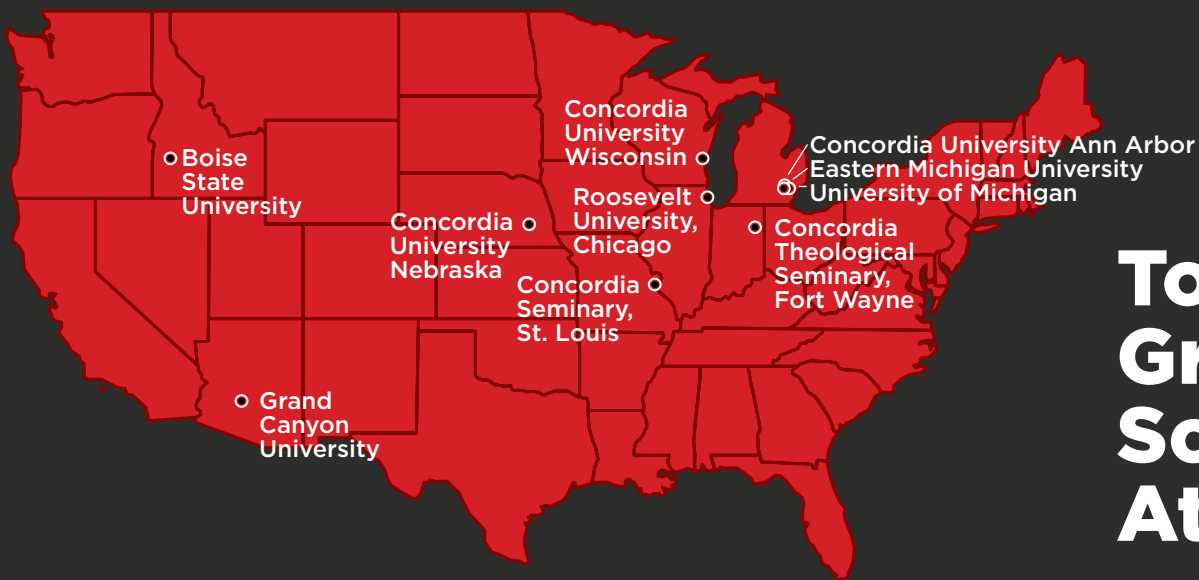 Concordia
University
Wisconsin
Concordia University Ann Arbor
Eastern Michigan University
University of Michigan
Boise
State
University
Roosevelt
University,
Chicago
Concordia
University
Nebraska
Concordia
Theological
Seminary,
Fort Wayne
Concordia
Seminary,
St. Louis
Grand
Canyon
University